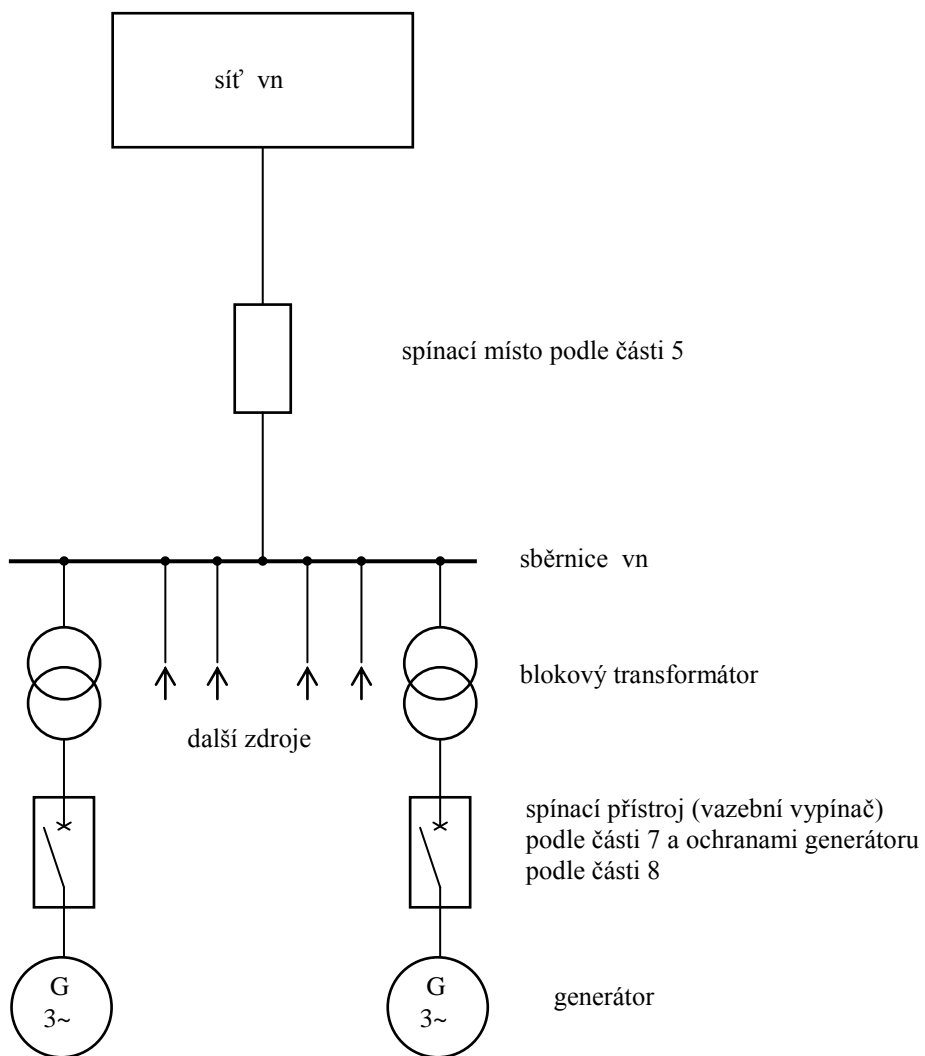 síť vn
spínací místo podle části 5
sběrnice vn
blokový transformátor
další zdroje
spínací přístroj (vazební vypínač)
podle části 7 a ochranami generátoru
podle části 8
G
3~
G
3~
generátor